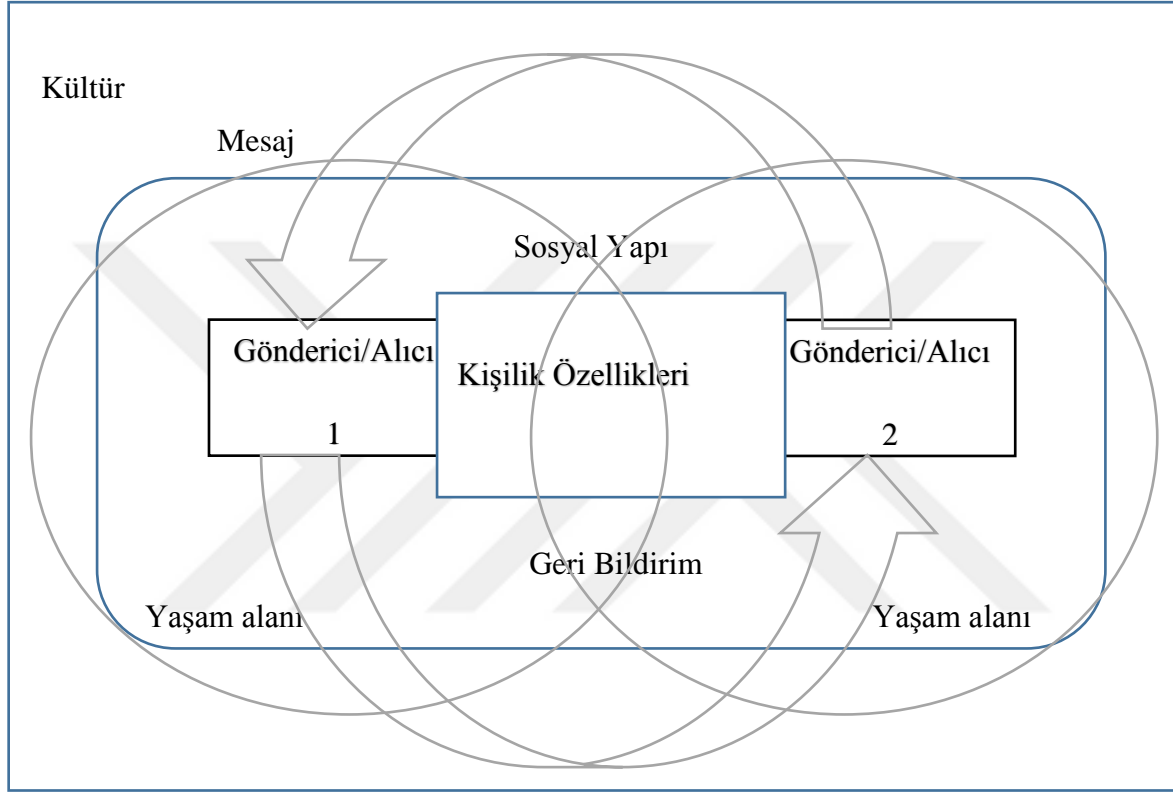 Kültür
Mesaj
Sosyal Yapı
Gönderici/Alıcı
1
Kişilik Özellikleri
Gönderici/Alıcı
2
Geri Bildirim
Yaşam alanı
Yaşam alanı